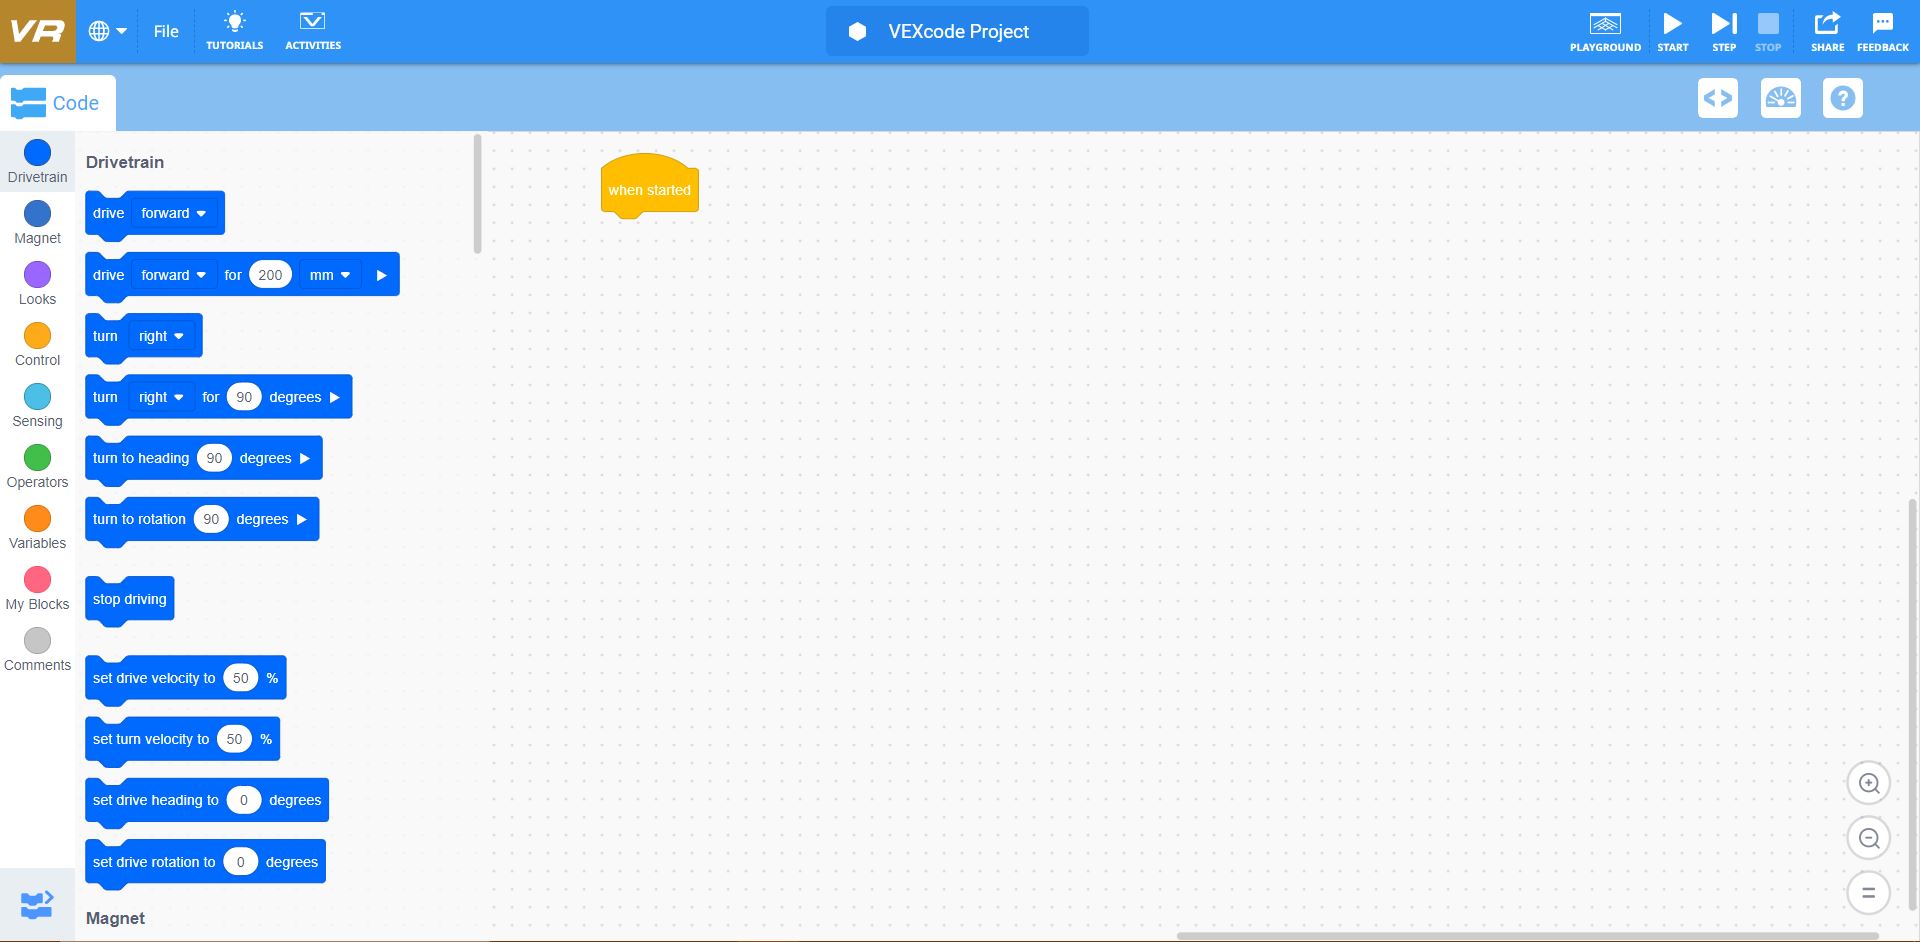 VR
File
TUTORIALS
ACTIVITIES
VEXcode Project
PLAYGROUND
START
STEP
STOP
SHARE
FEEDBACK
Code
Drivetrain
Magnet
Looks
Control
Sensing
Operators
Variables
My Blocks
Comments
Drivetrain
drive forward
drive forward for 200 mm
turn right
turn right for 90 degrees
turn to heading 90 degrees
turn to rotation 90 degrees
stop driving
set drive velocity to 50 %
set turn velocity to 50 %
set drive heading to 0 degrees
set drive rotation to 0 degrees
Magnet
when started